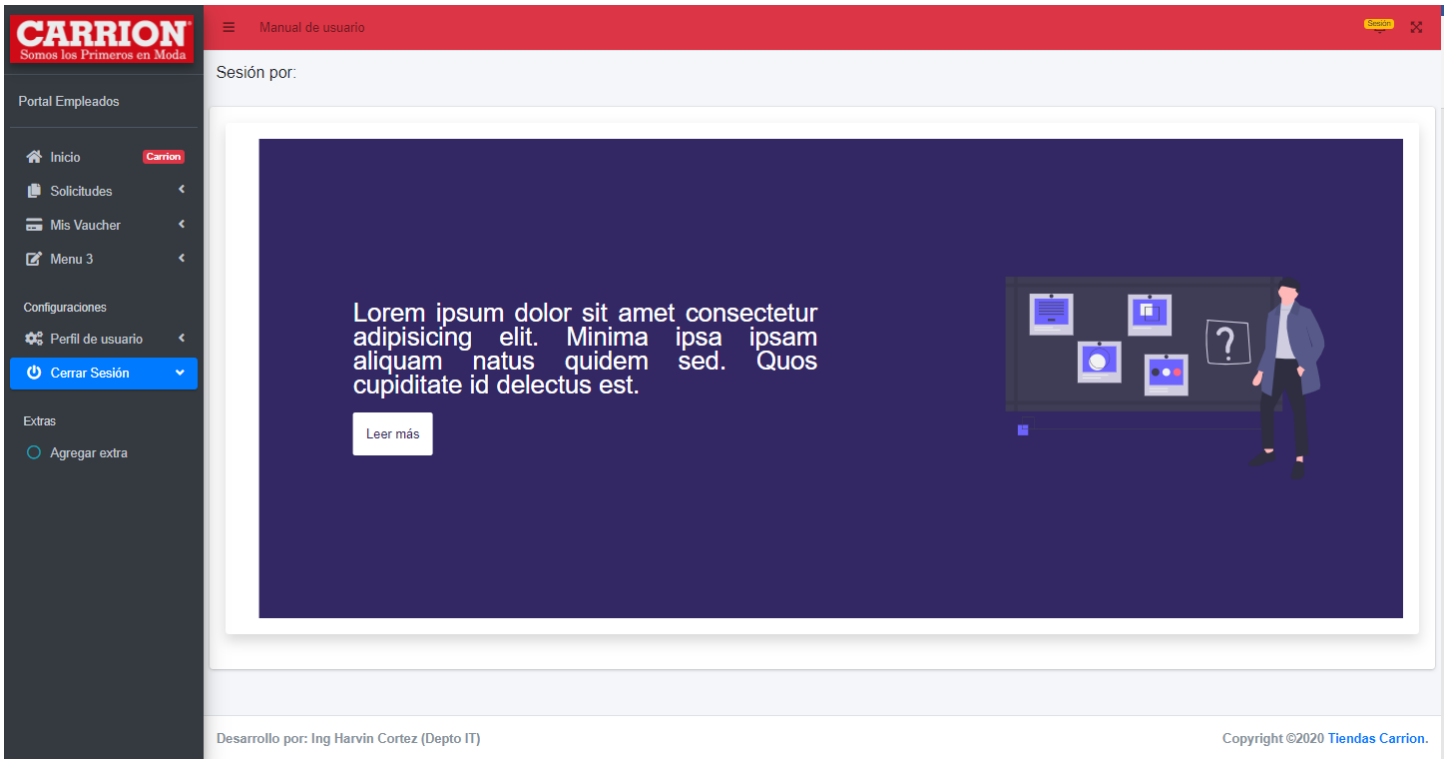 CARRION
Somos los Primeros en Moda
Manual de usuario
Sesión
Sesión por:
Portal Empleados
Inicio Carrion
Solicitudes
Mis Vaucher
Menu 3
Configuraciones
Perfil de usuario
Cerrar Sesión
Extras
Agregar extra
Lorem ipsum dolor sit amet consectetur
adipisicing elit. Minima ipsa ipsam
aliquam natus quidem sed. Quos
cupiditate id delectus est.
Leer más
?
Desarrollo por: Ing Harvin Cortez (Depto IT)
Copyright ©2020 Tiendas Carrion.